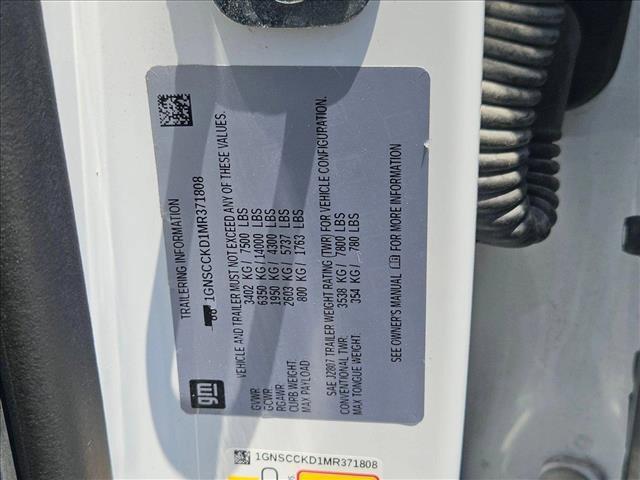 gm
TRAILERING INFORMATION
1GNSCCKD1MR371808
VEHICLE AND TRAILER MUST NOT EXCEED ANY OF THESE VALUES.
GVWR 3402 KG/ 7500 LBS
GCWR 6350 KG/14000 LBS
RGAWR 1950 KG/ 4300 LBS
CURB WEIGHT. 2603 KG/ 5737 LBS
MAX PAYLOAD 800 KG/ 1763 LBS
SAE J2807 TRAILER WEIGHT RATING (TWR) FOR VEHICLE CONFIGURATION.
CONVENTIONAL TWR. 3538 KG/ 7800 LBS
MAX TONGUE WEIGHT. 354 KG/ 780 LBS
SEE OWNER'S MANUAL FOR MORE INFORMATION
1GNSCCKD1MR371808